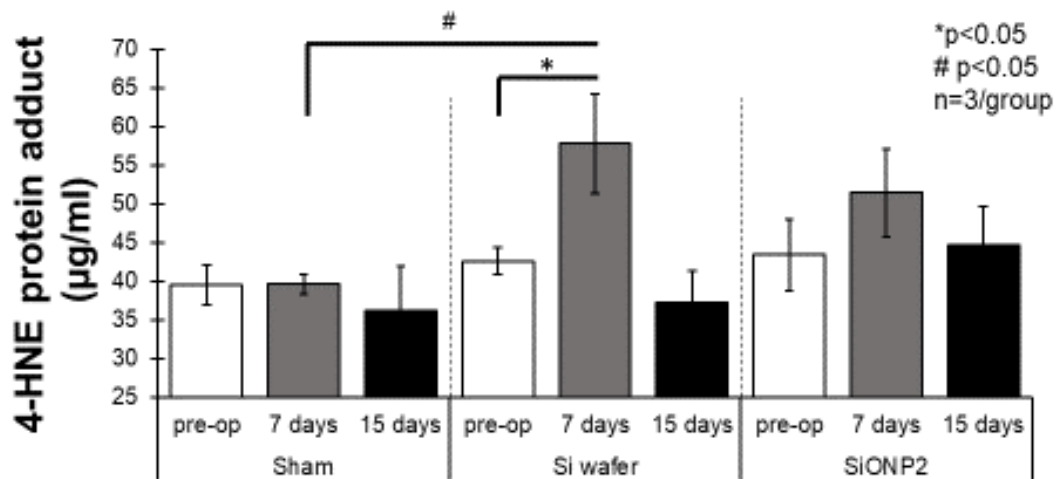 #
*p<0.05
# p<0.05
n=3/group
*
4-HNE protein adduct
(µg/ml)
70
65
60
55
50
45
40
35
30
25
pre-op 7 days 15 days pre-op 7 days 15 days pre-op 7 days 15 days
Sham Si wafer SiONP2